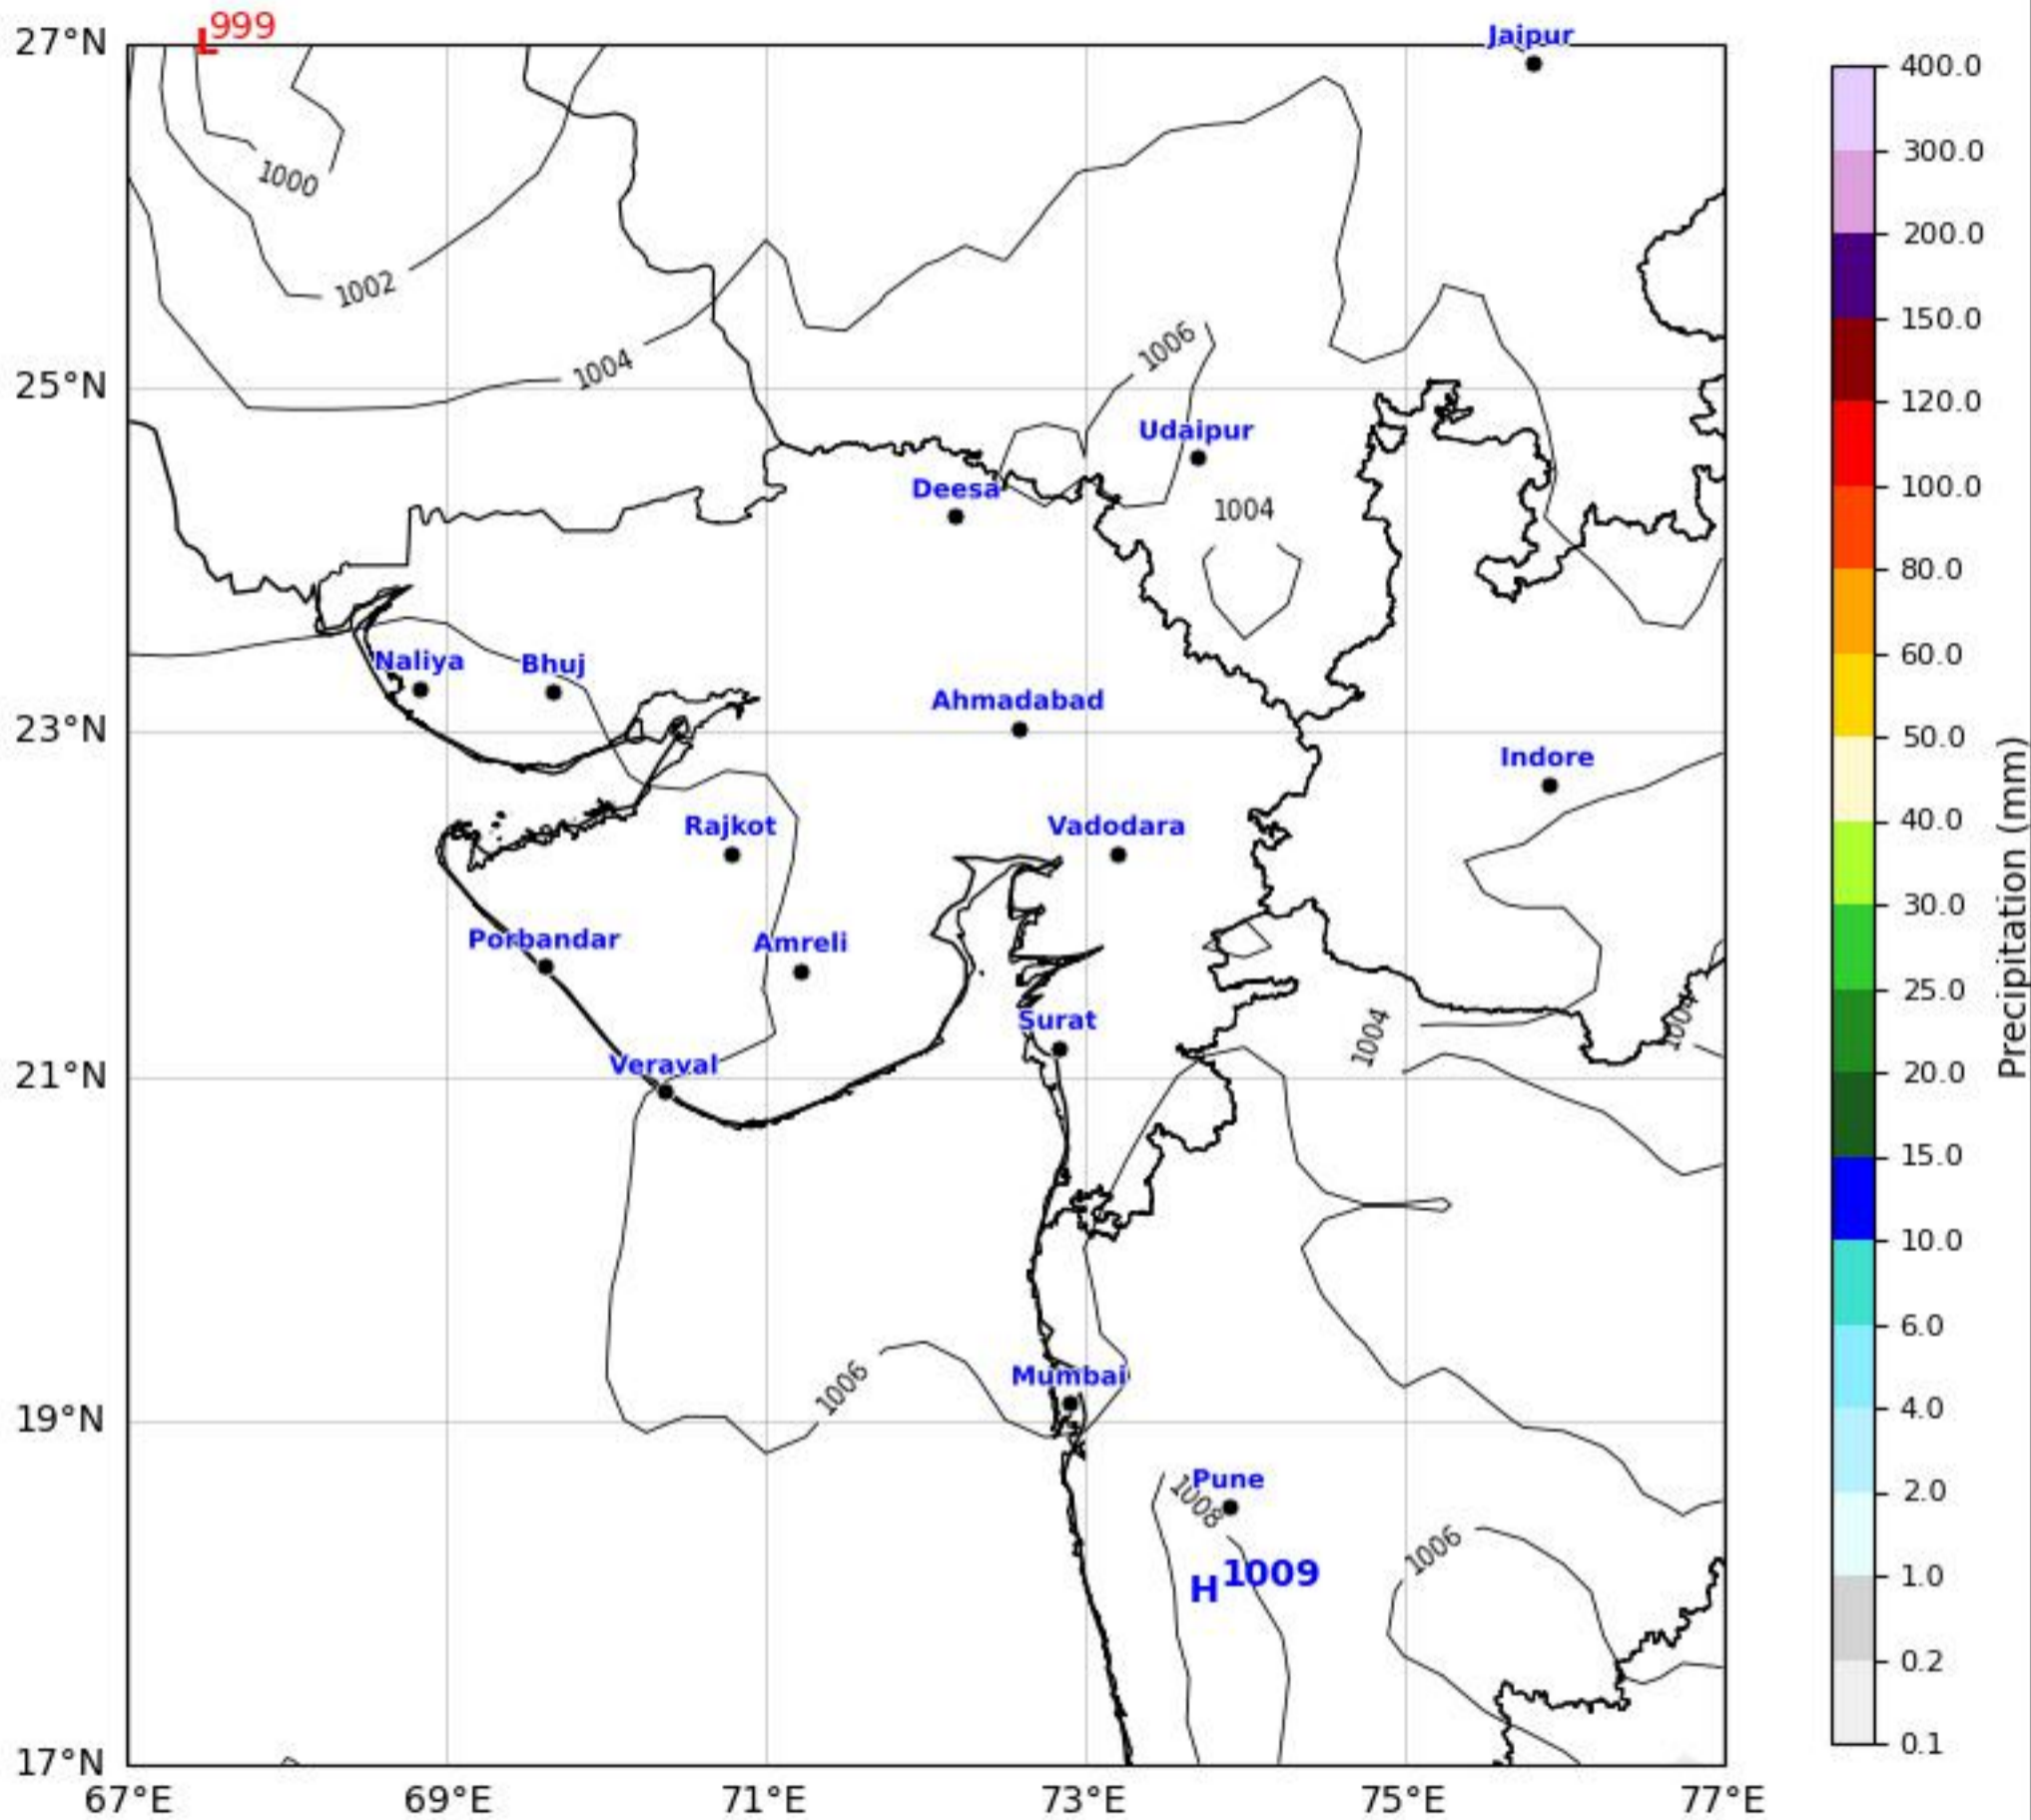 L 999
27°N
Jaipur
400.0
1000
300.0
200.0
1002
150.0
1004
1006
25°N
120.0
Udaipur
Deesa
100.0
1004
80.0
Naliya
Bhuj
60.0
Ahmadabad
23°N
50.0
Indore
Precipitation (mm)
Rajkot
Vadodara
40.0
30.0
Porbandar
Amreli
25.0
1004
1004
Surat
Veraval
21°N
20.0
15.0
10.0
6.0
Mumbai
1006
4.0
19°N
Pune
1008
2.0
1006
H 1009
1.0
0.2
0.1
17°N
67°E 69°E 71°E 73°E 75°E 77°E